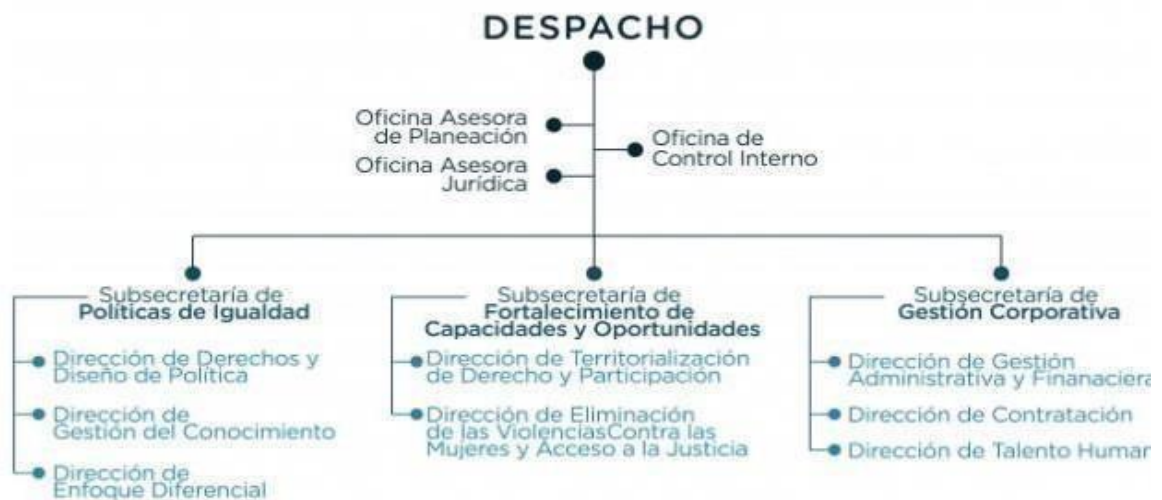 DESPACHO
Oficina Asesora
de Planeación
Oficina de
Control Interno
Oficina Asesora
Jurídica
Subsecretaría de
Políticas de Igualdad
Dirección de Derechos y
Diseño de Política
Dirección de
Gestión del Conocimiento
Dirección de
Enfoque Diferencial
Subsecretaría de
Fortalecimiento de
Capacidades y Oportunidades
Dirección de Territorialización
de Derecho y Participación
Dirección de Eliminación
de las ViolenciasContra las
Mujeres y Acceso a la Justicia
Subsecretaría de
Gestión Corporativa
Dirección de Gestión
Administrativa y Finanaciera
Dirección de Contratación
Dirección de Talento Human